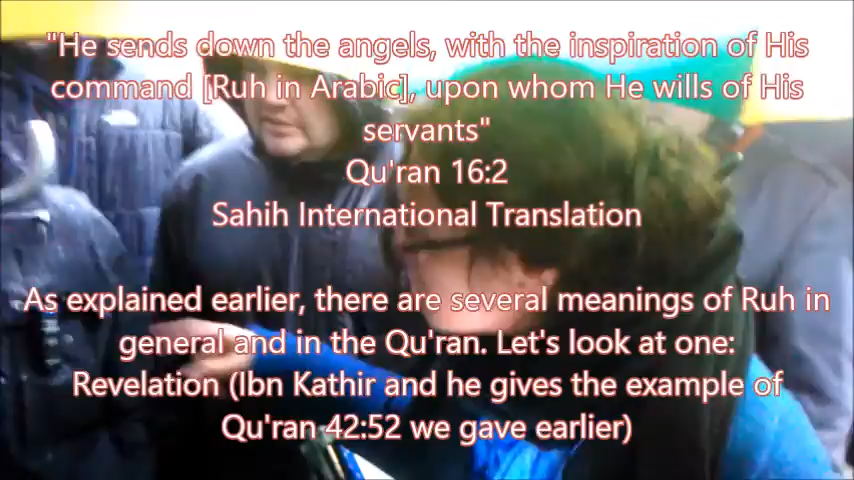 "He sends down the angels, with the inspiration of His
command [Ruh in Arabic], upon whom He wills of His
servants"
Qu'ran 16:2
Sahih International Translation
As explained earlier, there are several meanings of Ruh in
general and in the Qu'ran. Let's look at one:
Revelation (Ibn Kathir and he gives the example of
Qu'ran 42:52 we gave earlier)